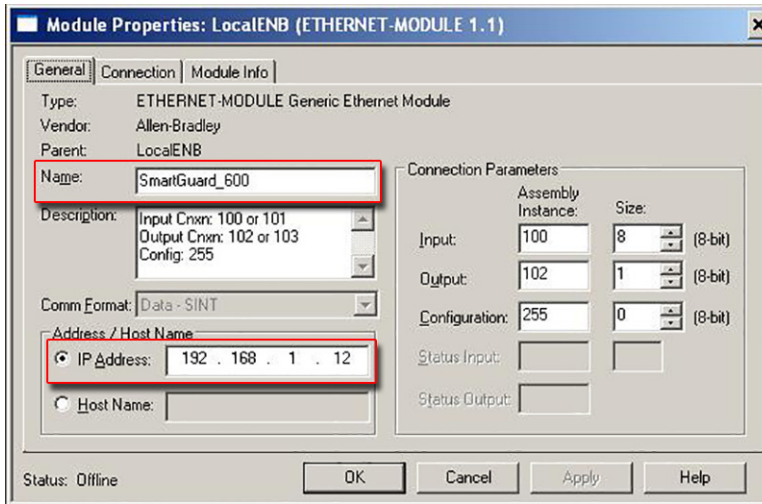 Module Properties: LocalENB (ETHERNET-MODULE 1.1)
General Connection Module Info
Type: ETHERNET-MODULE Generic Ethernet Module
Vendor: Allen-Bradley
Parent: LocalENB
Name: SmartGuard_600
Description: Input Cnxn: 100 or 101
Output Cnxn: 102 or 103
Config: 255
Comm Format: Data - SINT
Address / Host Name
IP Address: 192 . 168 . 1 . 12
Host Name:
Connection Parameters
Assembly
Instance: Size:
Input: 100 8 (8-bit)
Output: 102 1 (8-bit)
Configuration: 255 0 (8-bit)
Status Input:
Status Output:
Status: Offline
OK Cancel Apply Help